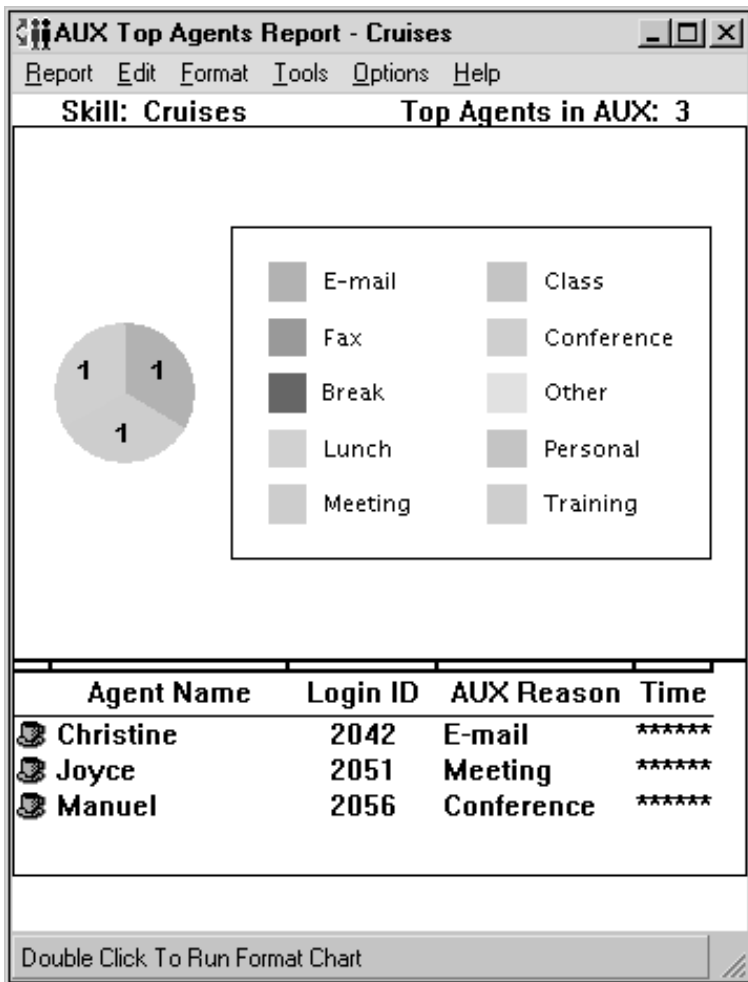 AUX Top Agents Report - Cruises
Report Edit Format Tools Options Help
Skill: Cruises Top Agents in AUX: 3
E-mail Class
Fax Conference
Break Other
Lunch Personal
Meeting Training
1 1
1
Agent Name Login ID AUX Reason Time
Christine 2042 E-mail ******
Joyce 2051 Meeting ******
Manuel 2056 Conference ******
Double Click To Run Format Chart